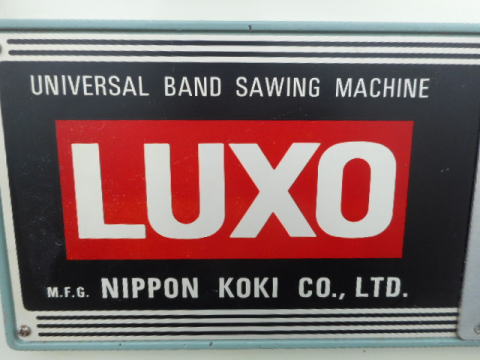 UNIVERSAL BAND SAWING MACHINE
LUXO
M.F.G. NIPPON KOKI CO., LTD.